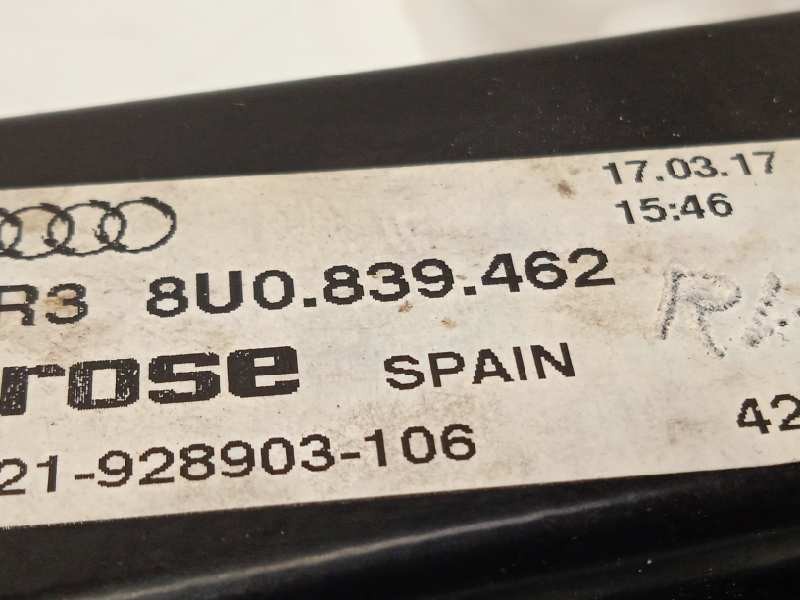 17.03.17
15:46
R3 8U0.839.462
rose SPAIN
21-928903-106 42